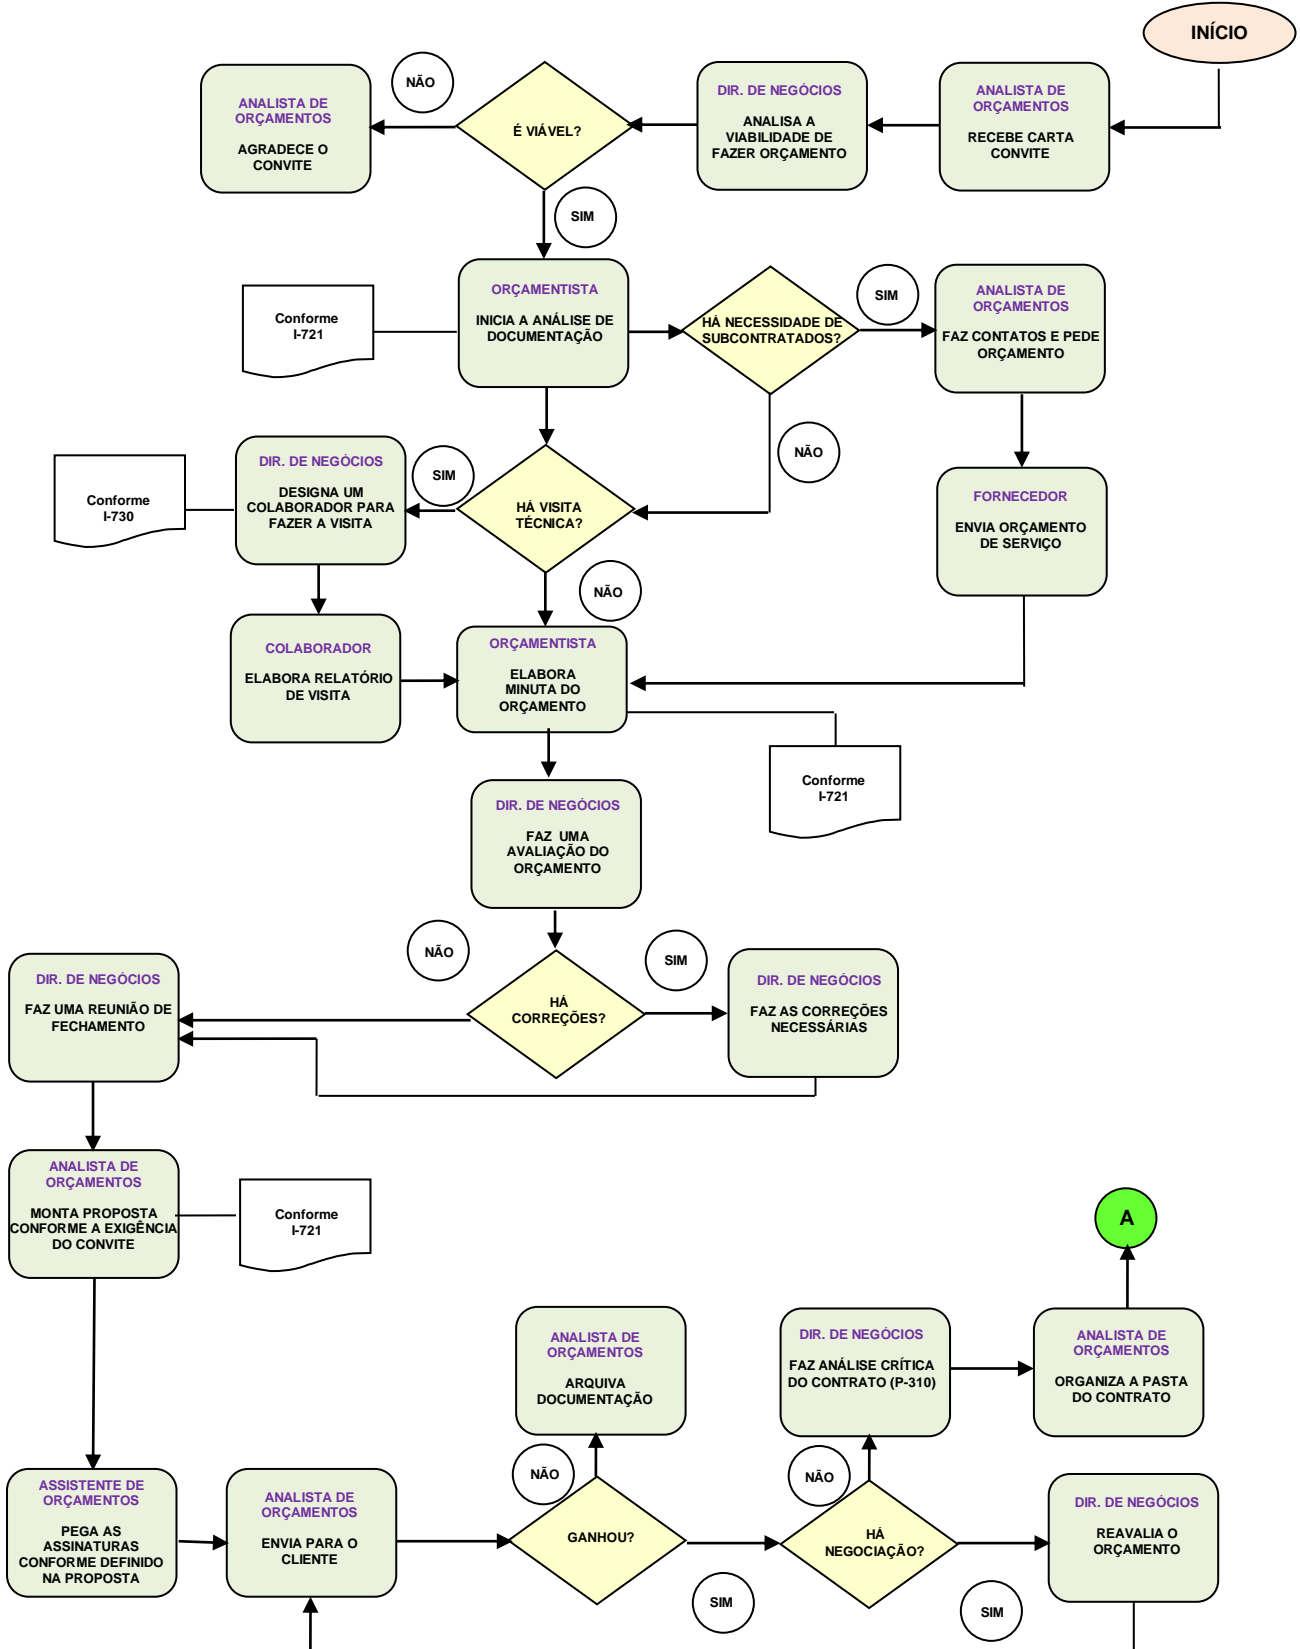 INÍCIO
NÃO
ANALISTA DE
ORÇAMENTOS
AGRADECE O
CONVITE
É VIÁVEL?
DIR. DE NEGÓCIOS
ANALISA A
VIABILIDADE DE
FAZER ORÇAMENTO
ANALISTA DE
ORÇAMENTOS
RECEBE CARTA
CONVITE
SIM
Conforme
I-721
ORÇAMENTISTA
INICIA A ANÁLISE DE
DOCUMENTAÇÃO
HÁ NECESSIDADE DE
SUBCONTRATADOS?
SIM
ANALISTA DE
ORÇAMENTOS
FAZ CONTATOS E PEDE
ORÇAMENTO
NÃO
Conforme
I-730
DIR. DE NEGÓCIOS
DESIGNA UM
COLABORADOR PARA
FAZER A VISITA
SIM
HÁ VISITA
TÉCNICA?
FORNECEDOR
ENVIA ORÇAMENTO
DE SERVIÇO
NÃO
COLABORADOR
ELABORA RELATÓRIO
DE VISITA
ORÇAMENTISTA
ELABORA
MINUTA DO
ORÇAMENTO
Conforme
I-721
DIR. DE NEGÓCIOS
FAZ  UMA
AVALIAÇÃO DO
ORÇAMENTO
NÃO
SIM
DIR. DE NEGÓCIOS
FAZ UMA REUNIÃO DE
FECHAMENTO
HÁ
CORREÇÕES?
DIR. DE NEGÓCIOS
FAZ AS CORREÇÕES
NECESSÁRIAS
ANALISTA DE
ORÇAMENTOS
MONTA PROPOSTA
CONFORME A EXIGÊNCIA
DO CONVITE
Conforme
I-721
A
ANALISTA DE
ORÇAMENTOS
ARQUIVA
DOCUMENTAÇÃO
DIR. DE NEGÓCIOS
FAZ ANÁLISE CRÍTICA
DO CONTRATO (P-310)
ANALISTA DE
ORÇAMENTOS
ORGANIZA A PASTA
DO CONTRATO
NÃO
NÃO
ASSISTENTE DE
ORÇAMENTOS
PEGA AS
ASSINATURAS
CONFORME DEFINIDO
NA PROPOSTA
ANALISTA DE
ORÇAMENTOS
ENVIA PARA O
CLIENTE
GANHOU?
HÁ
NEGOCIAÇÃO?
DIR. DE NEGÓCIOS
REAVALIA O
ORÇAMENTO
SIM
SIM